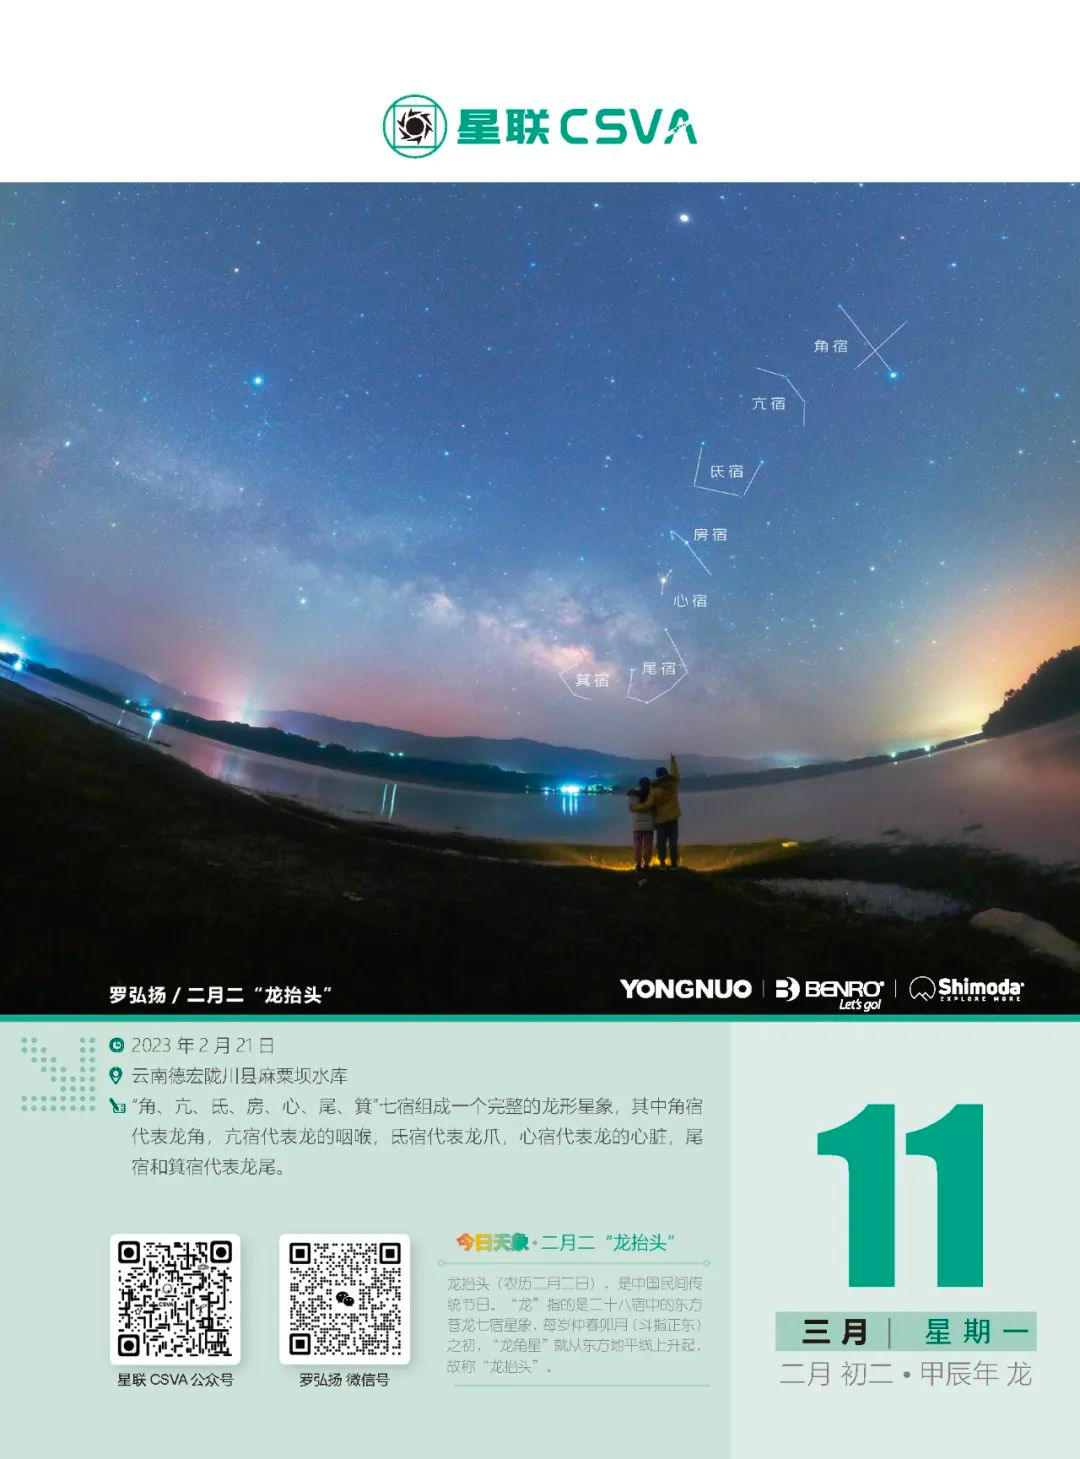 星联CSVA
角宿
亢宿
氐宿
房宿
心宿
尾宿
箕宿
罗弘扬 / 二月二“龙抬头”
YONGNUO
BENRO
Let's go!
Shimoda
EXPLORE MORE
2023 年 2 月 21 日
云南德宏陇川县麻栗坝水库
“角、亢、氐、房、心、尾、箕”七宿组成一个完整的龙形星象，其中角宿
代表龙角，亢宿代表龙的咽喉，氐宿代表龙爪，心宿代表龙的心脏，尾
宿和箕宿代表龙尾。
星联 CSVA 公众号
罗弘扬 微信号
今日天象·二月二“龙抬头”
龙抬头（农历二月二日），是中国民间传
统节日。“龙”指的是二十八宿中的东方
苍龙七宿星象，每岁仲春卯月（斗指正东）
之初，“龙角星”就从东方地平线上升起，
故称“龙抬头”。
11
三月 | 星期一
二月 初二 • 甲辰年 龙